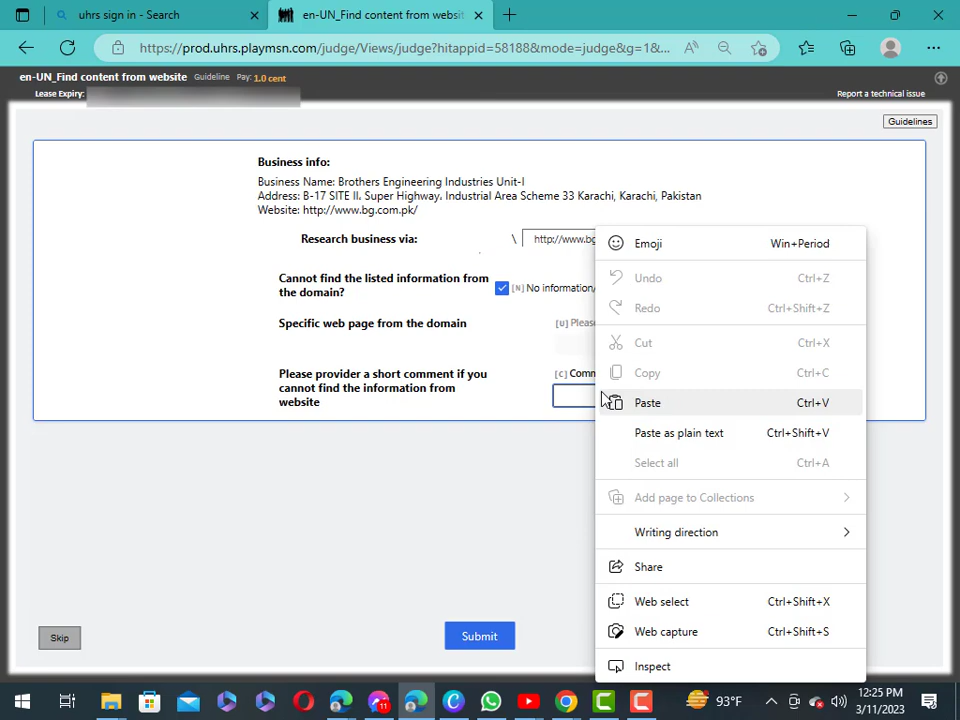 uhrs sign in - Search
en-UN_Find content from websit
https://prod.uhrs.playmsn.com/judge/Views/judge?hitappid=58188&mode=judge&g=1&...
en-UN_Find content from website Guideline Pay: 1.0 cent
Lease Expiry:
Report a technical issue
Guidelines
Business info:
Business Name: Brothers Engineering Industries Unit-I
Address: B-17 SITE II, Super Highway, Industrial Area Scheme 33 Karachi, Karachi, Pakistan
Website: http://www.bg.com.pk/
Research business via:
\ http://www.bg
Cannot find the listed information from
the domain?
[N] No information/
Specific web page from the domain
[U] Please
Please provider a short comment if you
cannot find the information from
website
[C] Comm
Emoji Win+Period
Undo Ctrl+Z
Redo Ctrl+Shift+Z
Cut Ctrl+X
Copy Ctrl+C
Paste Ctrl+V
Paste as plain text Ctrl+Shift+V
Select all Ctrl+A
Add page to Collections
Writing direction
Share
Web select Ctrl+Shift+X
Web capture Ctrl+Shift+S
Inspect
Skip
Submit
11
93°F
12:25 PM
3/11/2023